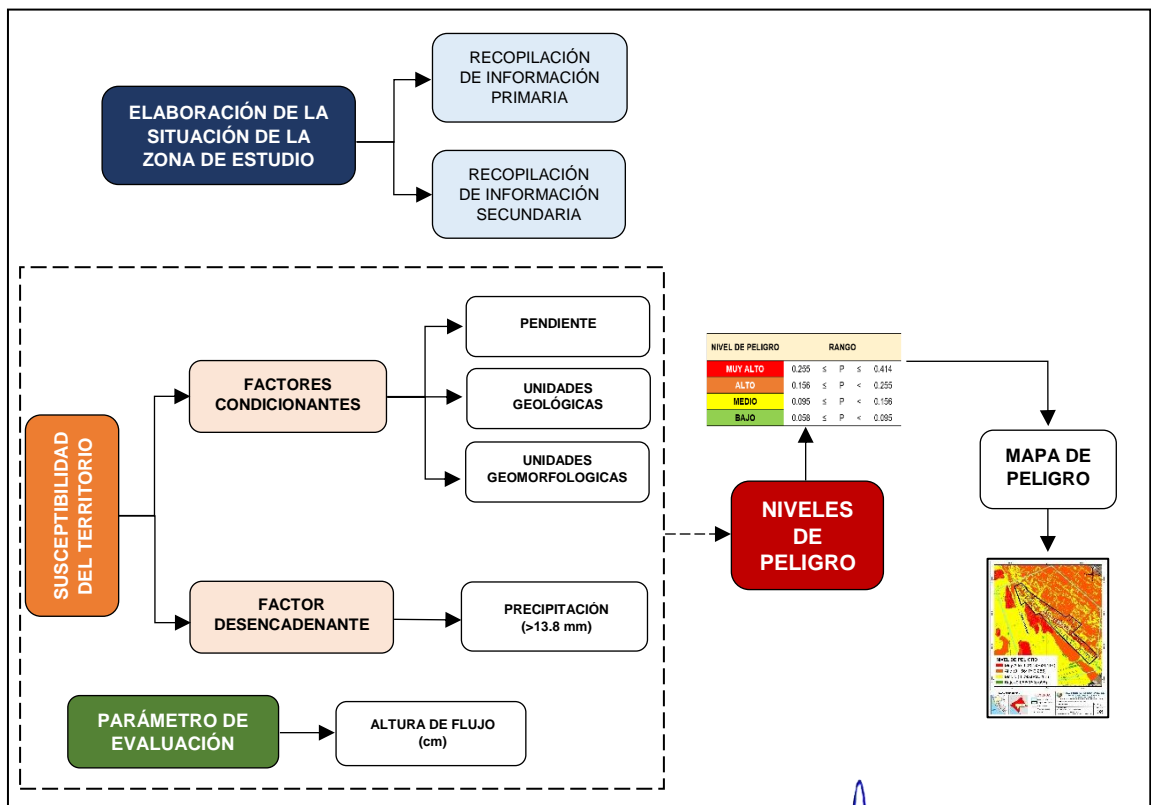 ELABORACIÓN DE LA
SITUACIÓN DE LA
ZONA DE ESTUDIO
RECOPILACIÓN
DE INFORMACIÓN
PRIMARIA
RECOPILACIÓN
DE INFORMACIÓN
SECUNDARIA
SUSCEPTIBILIDAD
DEL TERRITORIO
FACTORES
CONDICIONANTES
PENDIENTE
UNIDADES
GEOLÓGICAS
UNIDADES
GEOMORFOLOGICAS
FACTOR
DESENCADENANTE
PRECIPITACIÓN
(>13.8 mm)
PARÁMETRO DE
EVALUACIÓN
ALTURA DE FLUJO
(cm)
NIVEL DE PELIGRO RANGO
MUY ALTO 0.255 ≤ P ≤ 0.414
ALTO 0.156 ≤ P < 0.255
MEDIO 0.095 ≤ P < 0.156
BAJO 0.058 ≤ P < 0.095
NIVELES
DE
PELIGRO
MAPA DE
PELIGRO
NIVEL DE PELIGRO